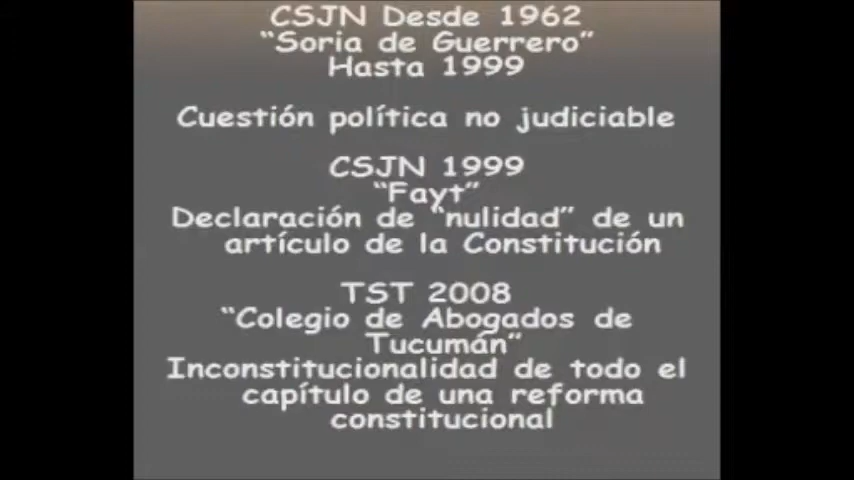 CSJN Desde 1962
“Soria de Guerrero”
Hasta 1999
Cuestión política no judiciable
CSJN 1999
“Fayt”
Declaración de “nulidad” de un
artículo de la Constitución
TST 2008
“Colegio de Abogados de
Tucumán”
Inconstitucionalidad de todo el
capítulo de una reforma
constitucional